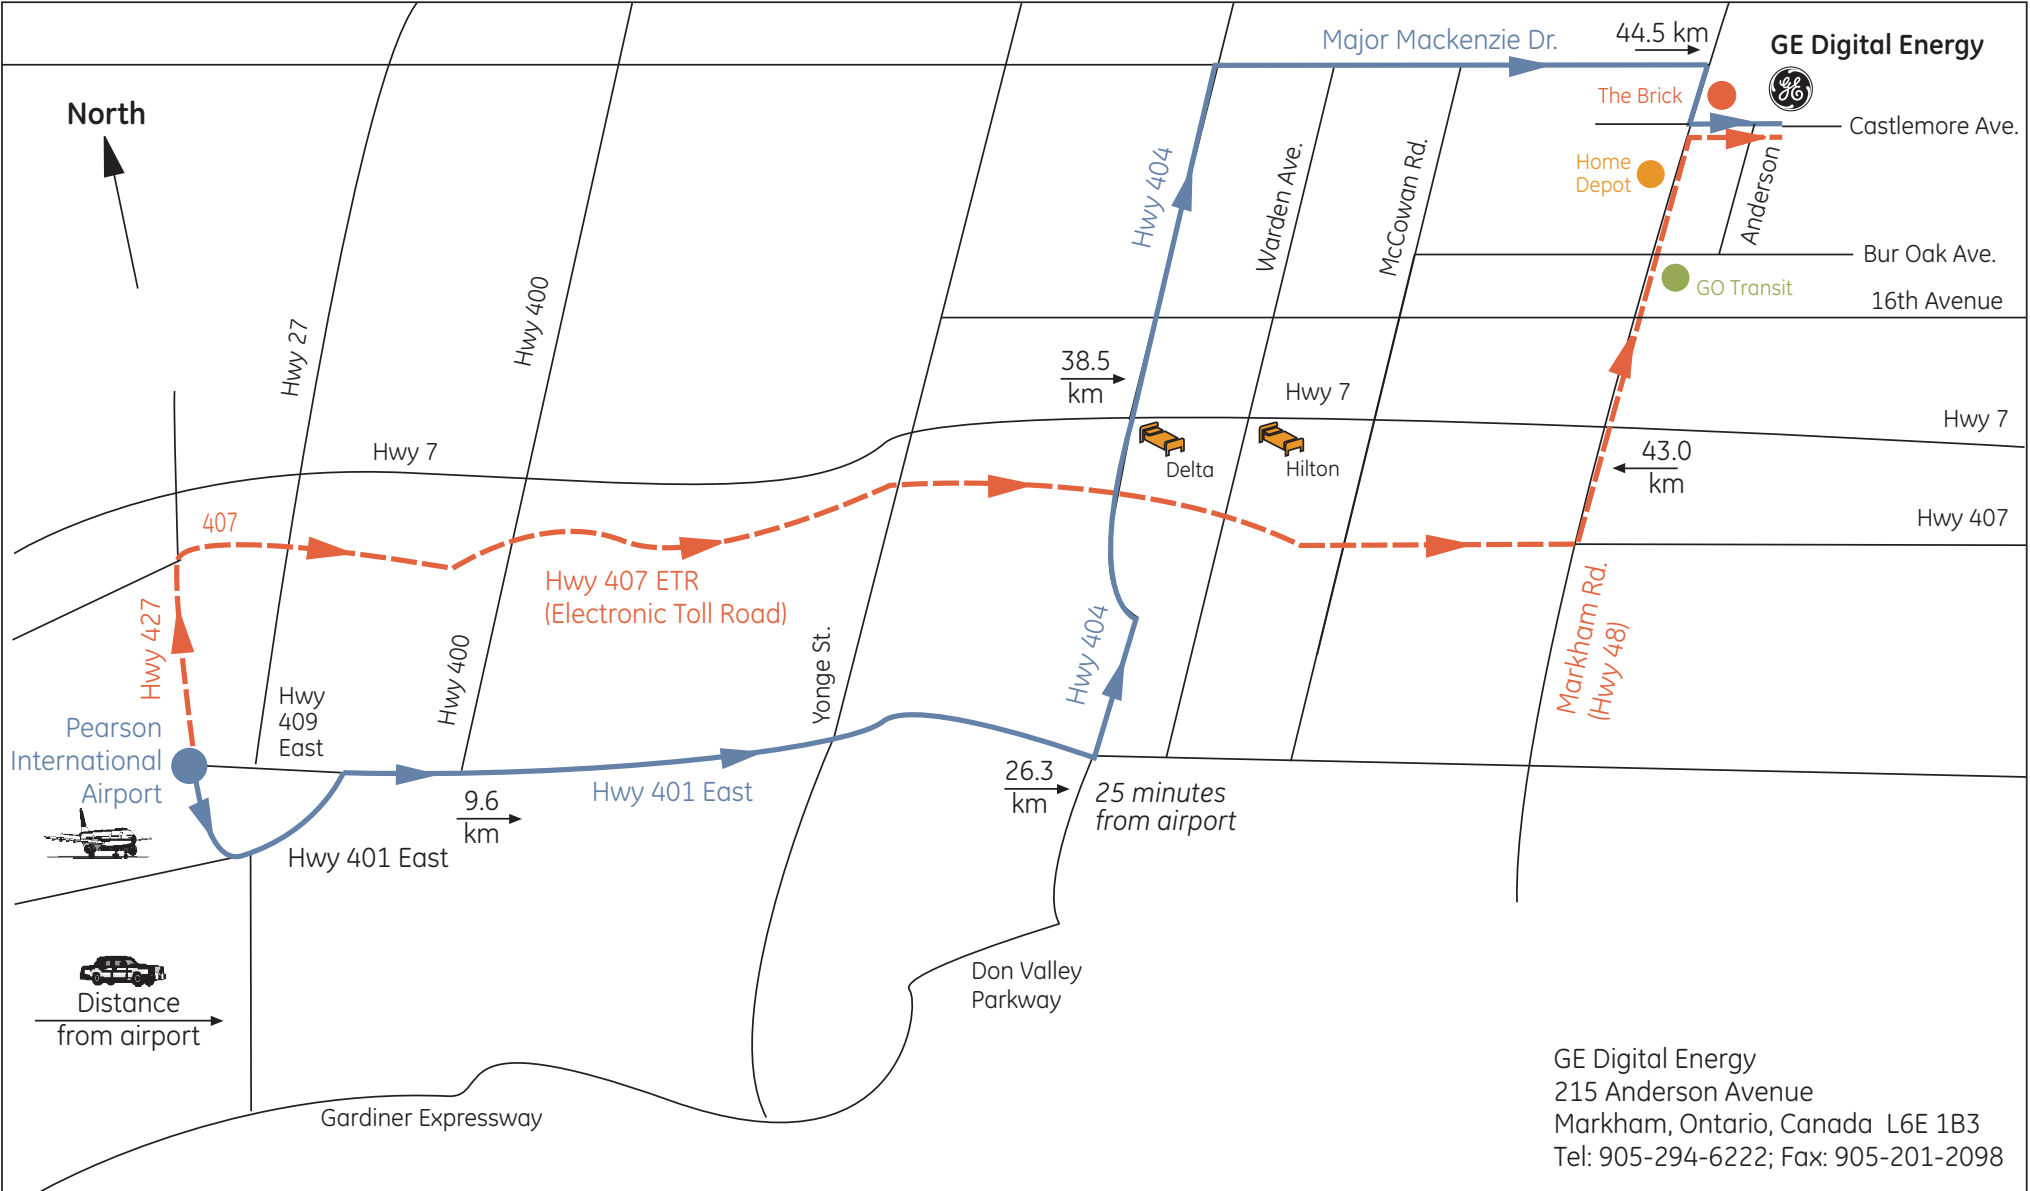 Major Mackenzie Dr.
44.5 km
GE Digital Energy
North
The Brick
GE
Castlemore Ave.
Home
Depot
Anderson
Hwy 404
Warden Ave.
McCowan Rd.
Bur Oak Ave.
GO Transit
16th Avenue
Hwy 27
Hwy 400
38.5
km
Hwy 7
Hwy 7
Hwy 7
Delta
Hilton
43.0
km
407
Hwy 407
Hwy 407 ETR
(Electronic Toll Road)
Hwy 427
Hwy 400
Yonge St.
Hwy 404
Markham Rd.
(Hwy 48)
Hwy
409
East
Pearson
International
Airport
9.6
km
Hwy 401 East
26.3
km
25 minutes
from airport
Hwy 401 East
Distance
from airport
Don Valley
Parkway
Gardiner Expressway
GE Digital Energy
215 Anderson Avenue
Markham, Ontario, Canada  L6E 1B3
Tel: 905-294-6222; Fax: 905-201-2098